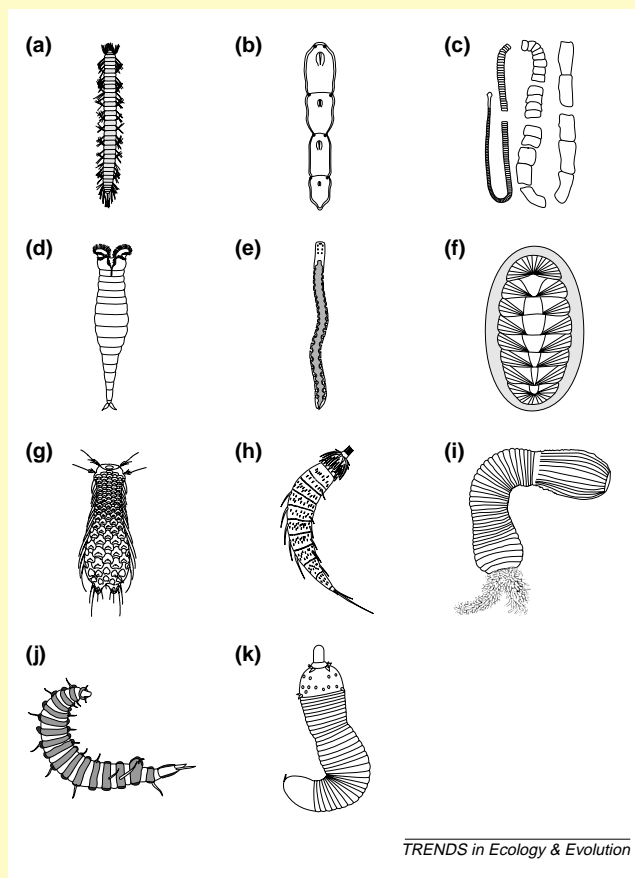 (a) (b) (c)
(d) (e) (f)
(g) (h) (i)
(j) (k)
TRENDS in Ecology & Evolution